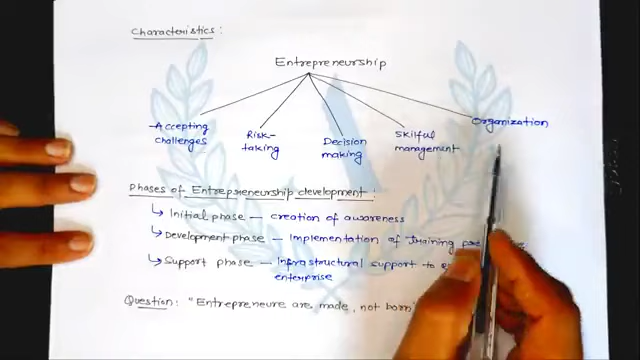 Characteristics :
Entrepreneurship
Accepting challenges
Risk-taking
Decision making
Skilful management
Organization
Phases of Entrepreneurship development :
↳ Initial phase — creation of awareness
↳ Development phase — Implementation of training
↳ Support phase — Infrastructural support to
enterprise
Question: "Entrepreneure are made, not born"